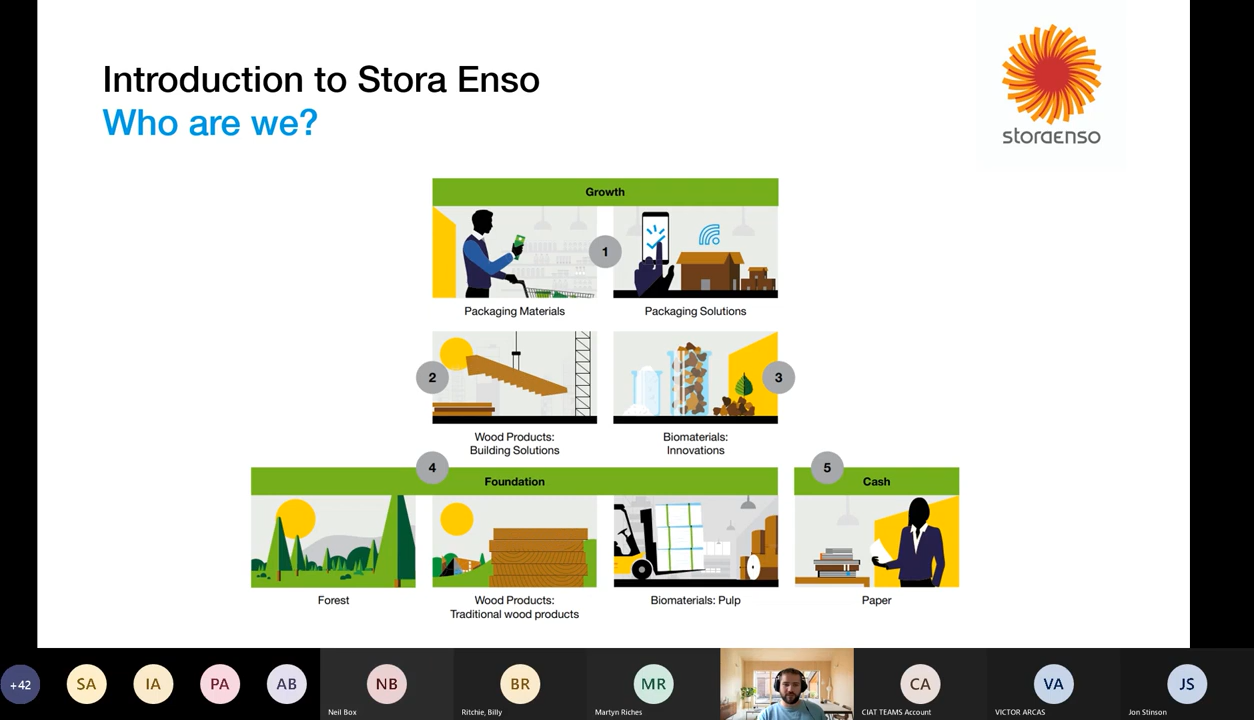 Introduction to Stora Enso
Who are we?
storaenso
Growth
1
Packaging Materials
Packaging Solutions
2
3
Wood Products:
Building Solutions
Biomaterials:
Innovations
4
5
Foundation
Cash
Forest
Wood Products:
Traditional wood products
Biomaterials: Pulp
Paper
+42
SA
IA
PA
AB
NB
BR
MR
CA
VA
JS
Neil Box
Ritchie, Billy
Martyn Riches
CIAT TEAMS Account
VICTOR ARCAS
Jon Stinson